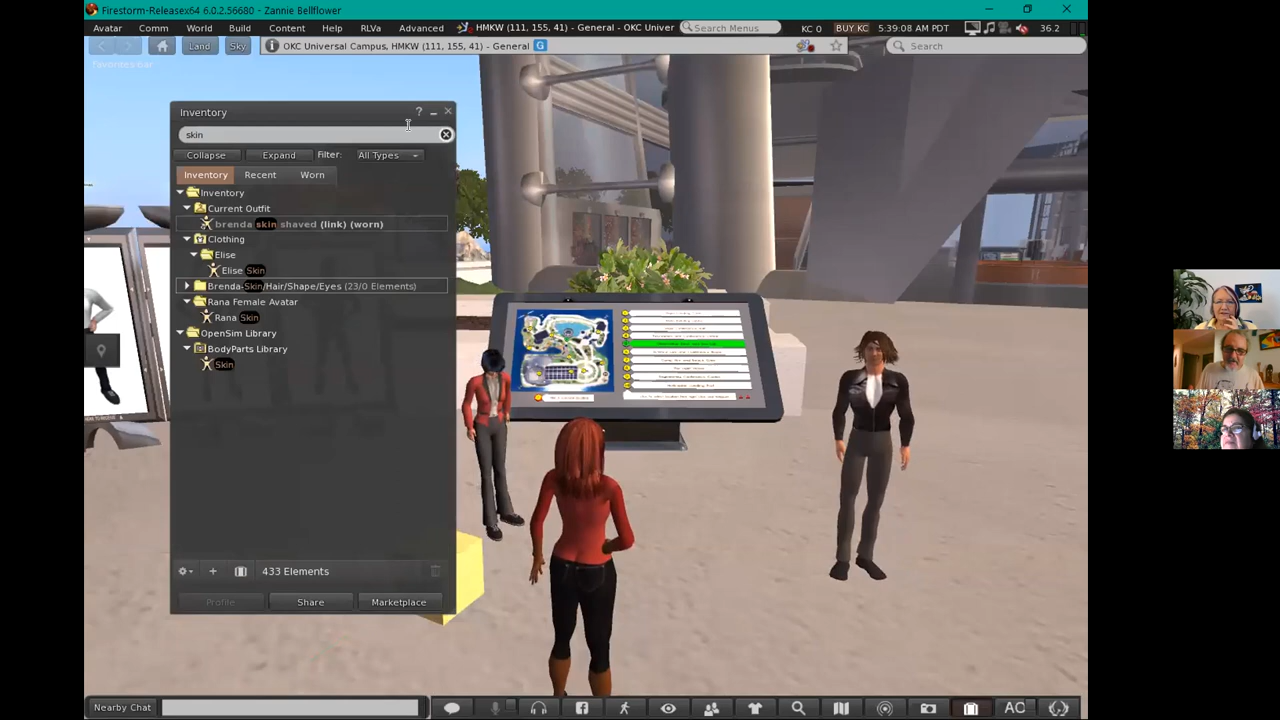 Firestorm-Releasex64 6.0.2.56680 - Zannie Bellflower
Avatar Comm World Build Content Help RLVa Advanced HMKW (111, 155, 41) - General - OKC Univer Search Menus KC 0 BUY KC 5:39:08 AM PDT 36.2
Land Sky OKC Universal Campus, HMKW (111, 155, 41) - General G Search
Favorites Bar
Inventory ?
skin
Collapse Expand Filter: All Types
Inventory Recent Worn
Inventory
Current Outfit
brenda skin shaved (link) (worn)
Clothing
Elise
Elise Skin
Brenda-Skin/Hair/Shape/Eyes (23/0 Elements)
Rana Female Avatar
Rana Skin
OpenSim Library
BodyParts Library
Skin
433 Elements
Profile Share Marketplace
Nearby Chat
AO